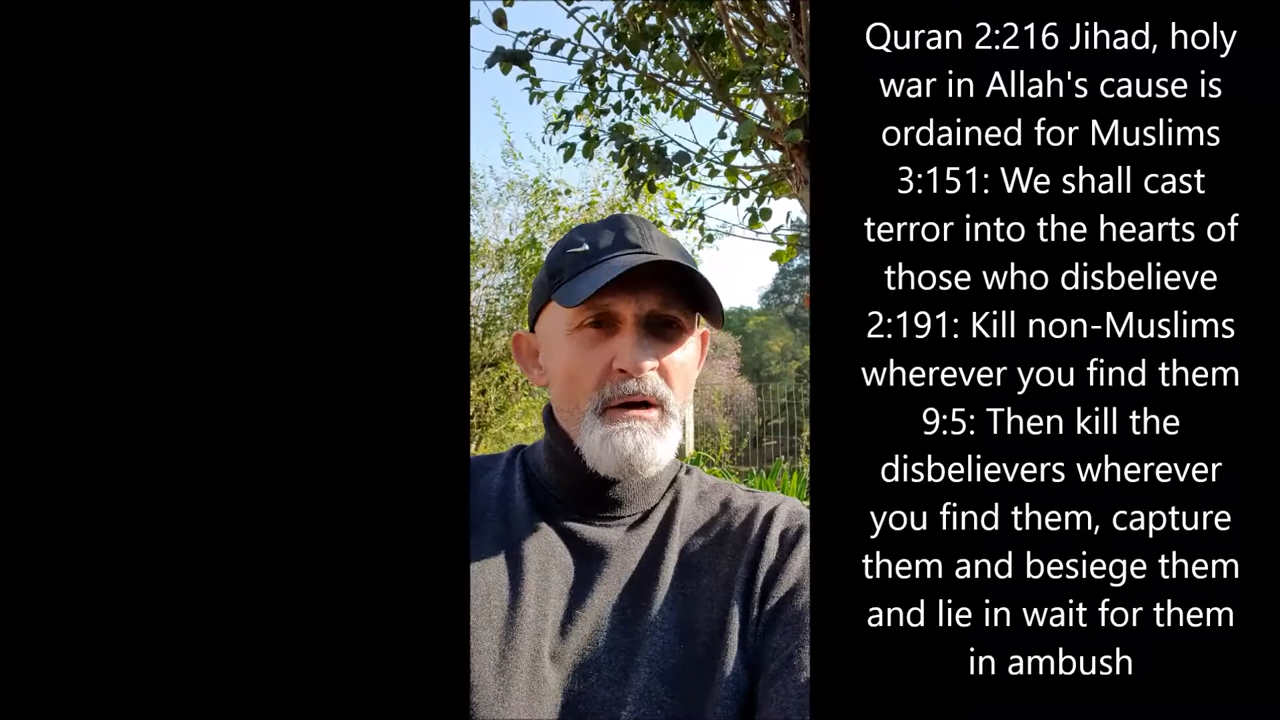 Quran 2:216 Jihad, holy
war in Allah's cause is
ordained for Muslims
3:151: We shall cast
terror into the hearts of
those who disbelieve
2:191: Kill non-Muslims
wherever you find them
9:5: Then kill the
disbelievers wherever
you find them, capture
them and besiege them
and lie in wait for them
in ambush